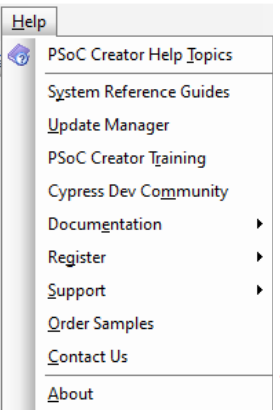 Help
PSoC Creator Help Topics
System Reference Guides
Update Manager
PSoC Creator Training
Cypress Dev Community
Documentation
Register
Support
Order Samples
Contact Us
About